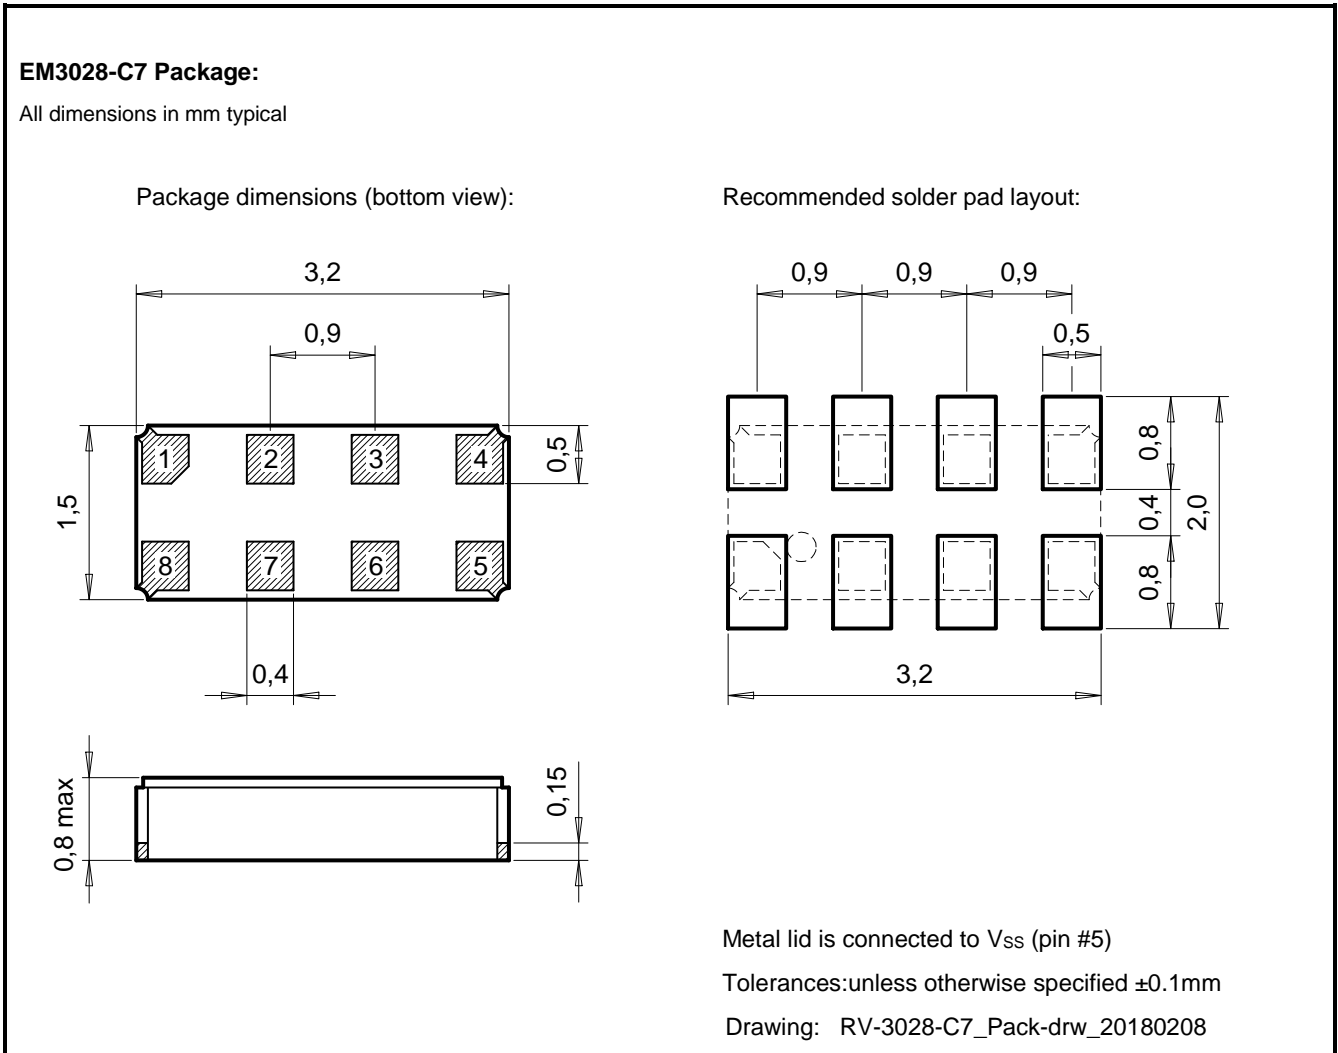 EM3028-C7 Package:
All dimensions in mm typical
Package dimensions (bottom view):
3,2
0,9
1,5
0,5
1 2 3 4
8 7 6 5
0,4
0,8 max
0,15
Recommended solder pad layout:
0,9 0,9 0,9
0,5
0,8
0,4
2,0
0,8
3,2
Metal lid is connected to VSS (pin #5)
Tolerances:unless otherwise specified ±0.1mm
Drawing: RV-3028-C7_Pack-drw_20180208